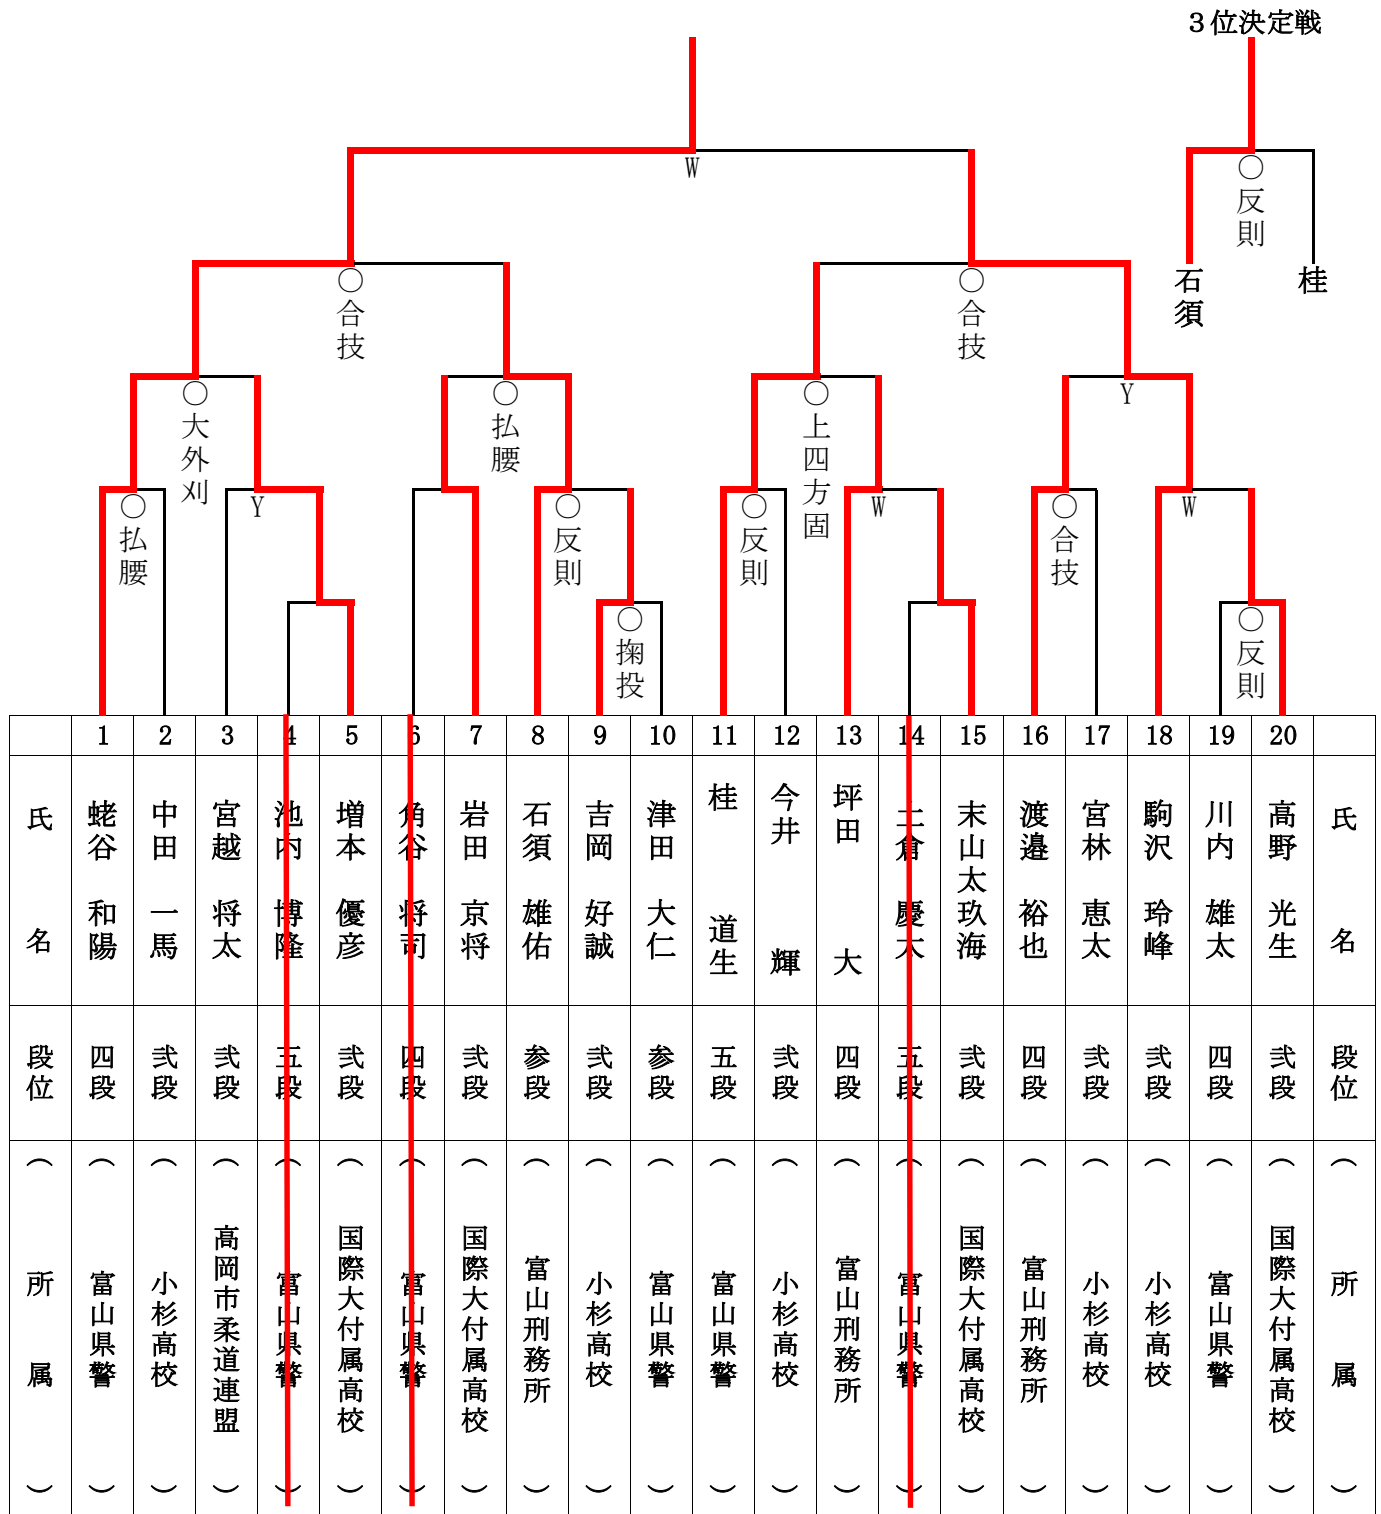 ３位決定戦
W
〇反則
石須
桂
〇合技
〇合技
〇大外刈
〇払腰
〇上四方固
Y
〇払腰
Y
〇反則
〇反則
W
〇合技
W
〇掬投
〇反則
1 2 3 4 5 6 7 8 9 10 11 12 13 14 15 16 17 18 19 20
氏名
蛯谷 和陽
中田 一馬
宮越 将太
池内 博隆
増本 優彦
角谷 将司
岩田 京将
石須 雄佑
吉岡 好誠
津田 大仁
桂 道生
今井 輝
坪田 大
土倉 慶太
末山太玖海
渡邉 裕也
宮林 恵太
駒沢 玲峰
川内 雄太
高野 光生
氏名
段位
四段
弐段
弐段
五段
弐段
四段
弐段
参段
弐段
参段
五段
弐段
四段
五段
弐段
四段
弐段
弐段
四段
弐段
段位
（所属）
（富山県警）
（小杉高校）
（高岡市柔道連盟）
（富山県警）
（国際大付属高校）
（富山県警）
（国際大付属高校）
（富山刑務所）
（小杉高校）
（富山県警）
（富山県警）
（小杉高校）
（富山刑務所）
（富山県警）
（国際大付属高校）
（富山刑務所）
（小杉高校）
（小杉高校）
（富山県警）
（国際大付属高校）
（所属）